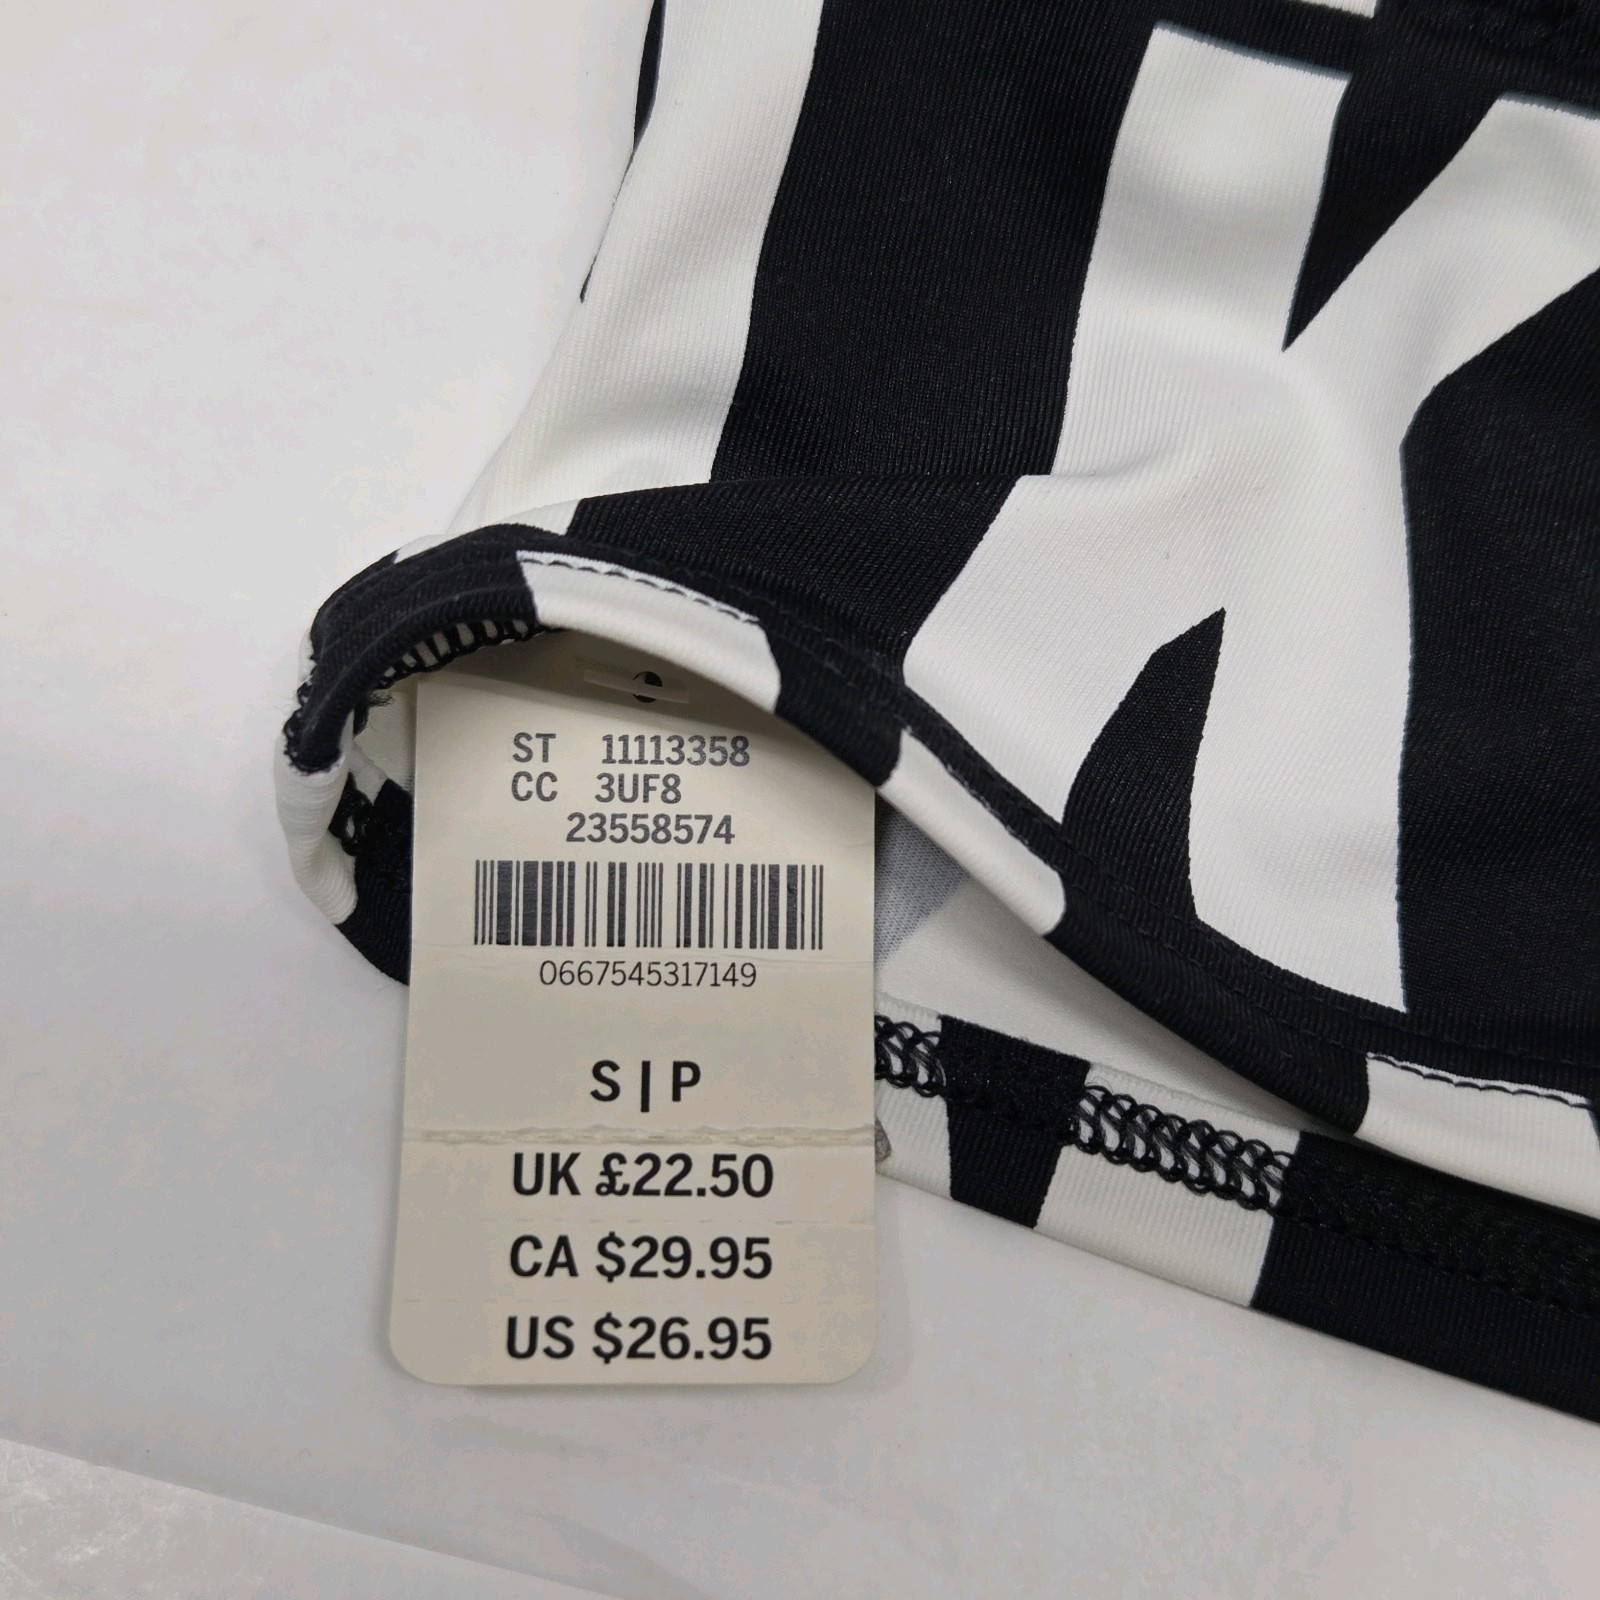 ST 11113358
CC 3UF8
23558574
0667545317149
S | P
UK £22.50
CA $29.95
US $26.95